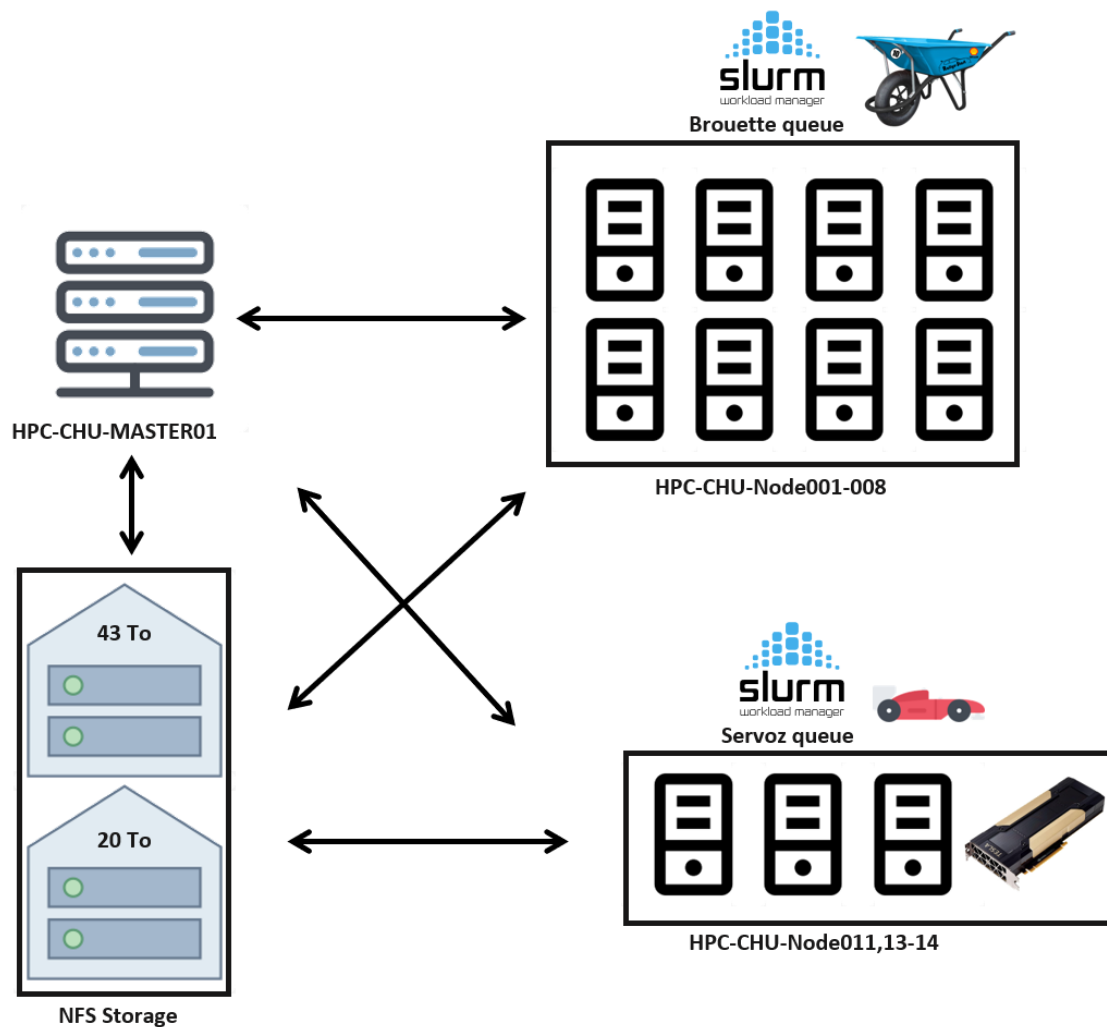 slurm
workload manager
Brouette queue
HPC-CHU-MASTER01
HPC-CHU-Node001-008
43 To
20 To
NFS Storage
slurm
workload manager
Servoz queue
TESLA
HPC-CHU-Node011,13-14